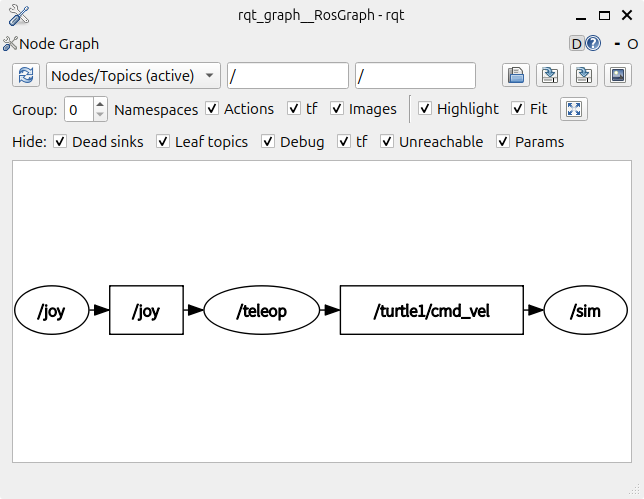 rqt_graph__RosGraph - rqt
Node Graph D ? - O
Nodes/Topics (active) / /
Group: 0 Namespaces Actions tf Images Highlight Fit
Hide: Dead sinks Leaf topics Debug tf Unreachable Params
/joy /joy /teleop /turtle1/cmd_vel /sim